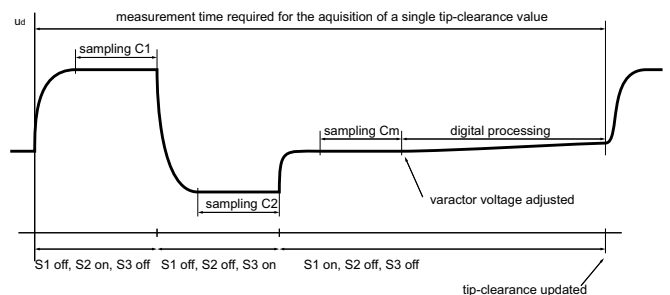 measurement time required for the aquisition of a single tip-clearance value
ud
sampling C1
sampling Cm
digital processing
varactor voltage adjusted
sampling C2
S1 off, S2 on, S3 off
S1 off, S2 off, S3 on
S1 on, S2 off, S3 off
tip-clearance updated